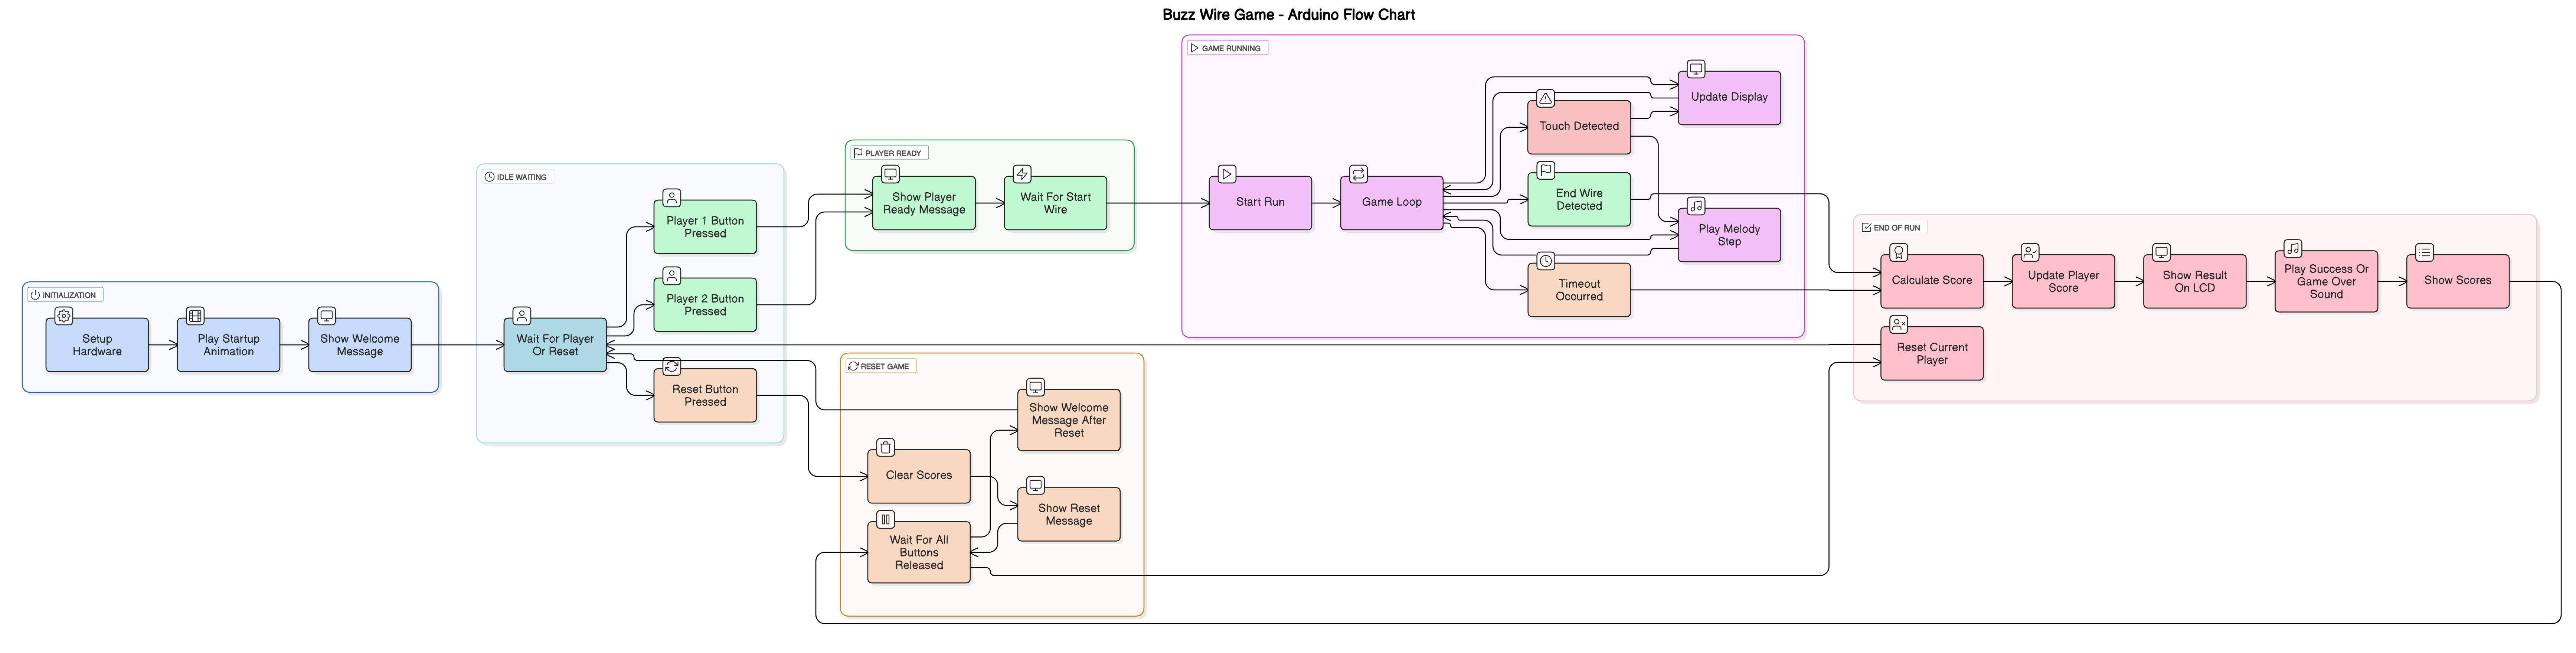 Buzz Wire Game - Arduino Flow Chart
INITIALIZATION
Setup
Hardware
Play Startup
Animation
Show Welcome
Message
IDLE WAITING
Wait For Player
Or Reset
Player 1 Button
Pressed
Player 2 Button
Pressed
Reset Button
Pressed
PLAYER READY
Show Player
Ready Message
Wait For Start
Wire
RESET GAME
Show Welcome
Message After
Reset
Clear Scores
Show Reset
Message
Wait For All
Buttons
Released
GAME RUNNING
Start Run
Game Loop
Update Display
Touch Detected
End Wire
Detected
Play Melody
Step
Timeout
Occurred
END OF RUN
Calculate Score
Update Player
Score
Show Result
On LCD
Play Success Or
Game Over
Sound
Show Scores
Reset Current
Player